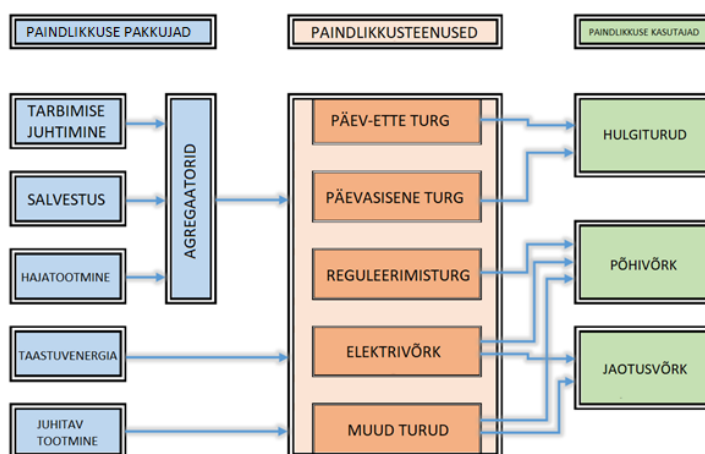 PAINDLIKKUSE PAKKUJAD
PAINDLIKKUSTEENUSED
PAINDLIKKUSE KASUTAJAD
TARBIMISE
JUHTIMINE
SALVESTUS
HAJATOOTMINE
TAASTUVENERGIA
JUHITAV
TOOTMINE
AGREGAATORID
PÄEV-ETTE TURG
PÄEVASISENE TURG
REGULEERIMISTURG
ELEKTRIVÕRK
MUUD TURUD
HULGITURUD
PÕHIVÕRK
JAOTUSVÕRK